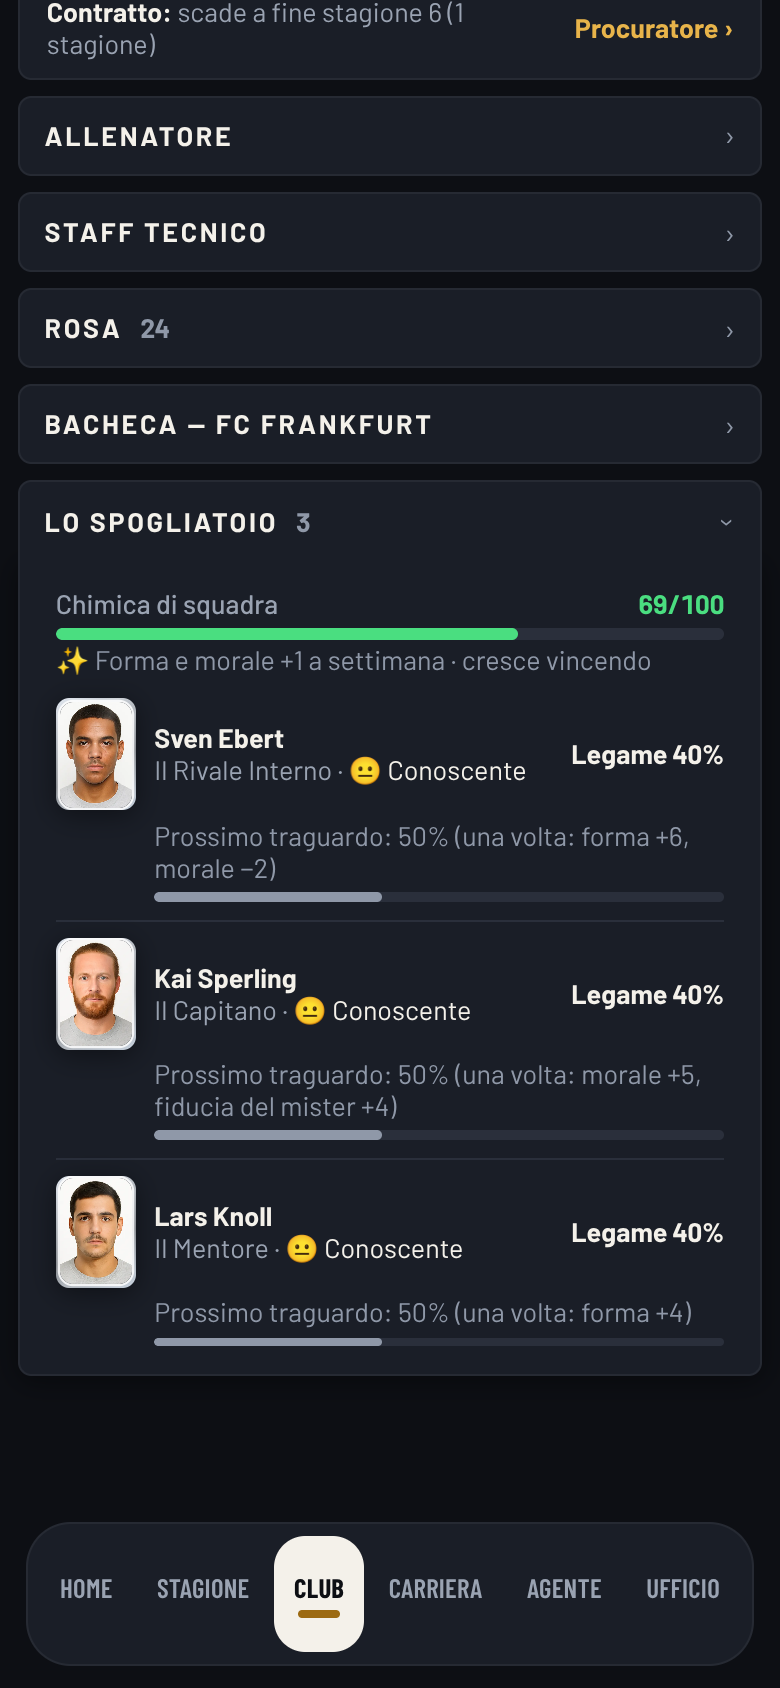 Contratto: scade a fine stagione 6 (1
stagione)
Procuratore ›
ALLENATORE ›
STAFF TECNICO ›
ROSA 24 ›
BACHECA — FC FRANKFURT ›
LO SPOGLIATOIO 3
Chimica di squadra 69/100
✨ Forma e morale +1 a settimana · cresce vincendo
Sven Ebert
Il Rivale Interno · 😐 Conoscente
Legame 40%
Prossimo traguardo: 50% (una volta: forma +6,
morale −2)
Kai Sperling
Il Capitano · 😐 Conoscente
Legame 40%
Prossimo traguardo: 50% (una volta: morale +5,
fiducia del mister +4)
Lars Knoll
Il Mentore · 😐 Conoscente
Legame 40%
Prossimo traguardo: 50% (una volta: forma +4)
HOME STAGIONE CLUB CARRIERA AGENTE UFFICIO